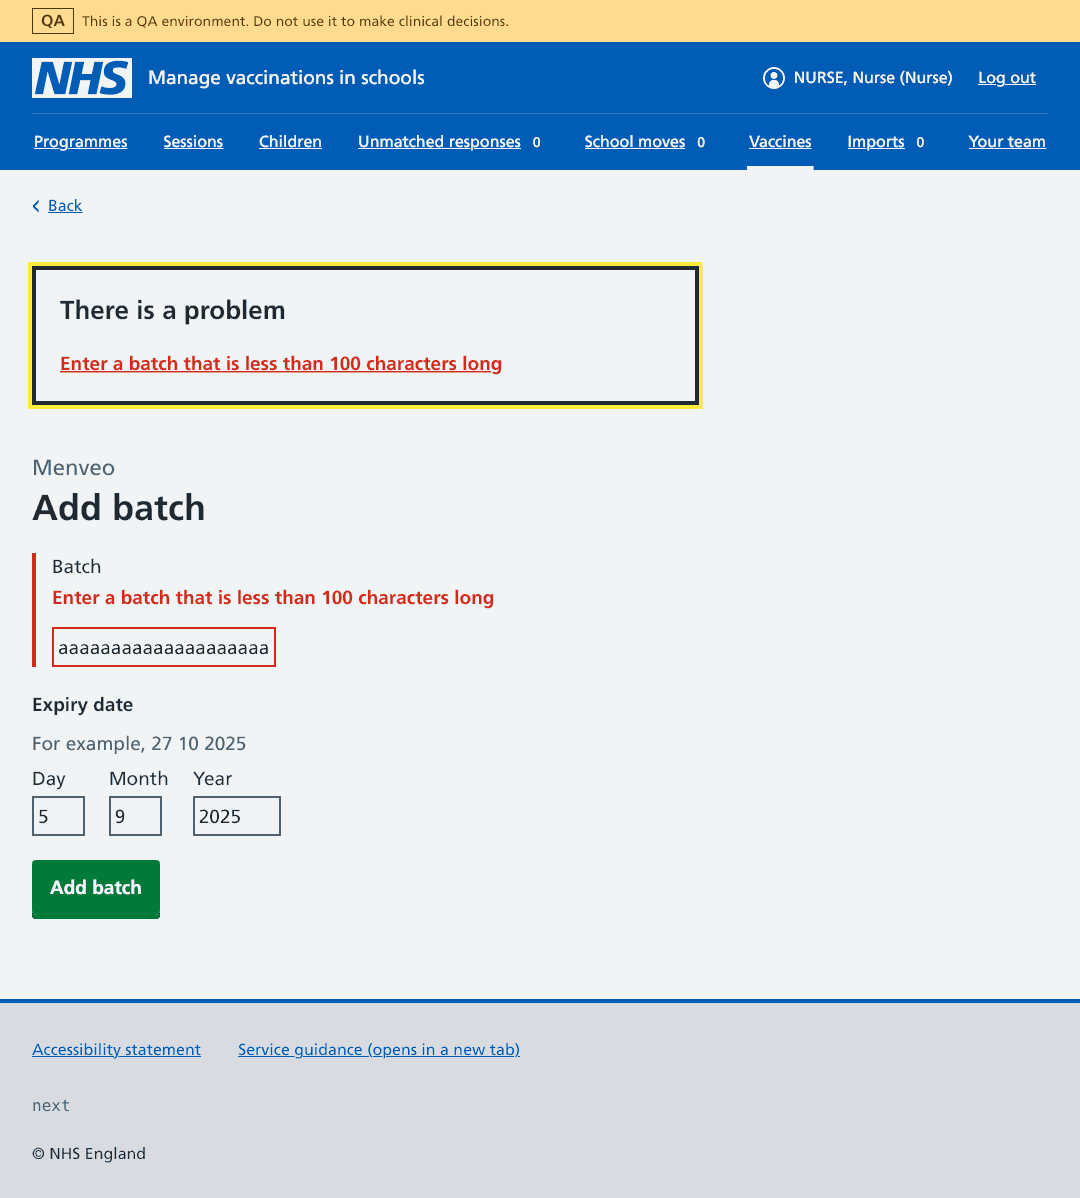 QA This is a QA environment. Do not use it to make clinical decisions.
NHS Manage vaccinations in schools NURSE, Nurse (Nurse) Log out
Programmes Sessions Children Unmatched responses 0 School moves 0 Vaccines Imports 0 Your team
Back
There is a problem
Enter a batch that is less than 100 characters long
Menveo
Add batch
Batch
Enter a batch that is less than 100 characters long
aaaaaaaaaaaaaaaaaaaa
Expiry date
For example, 27 10 2025
Day Month Year
5 9 2025
Add batch
Accessibility statement Service guidance (opens in a new tab)
next
© NHS England